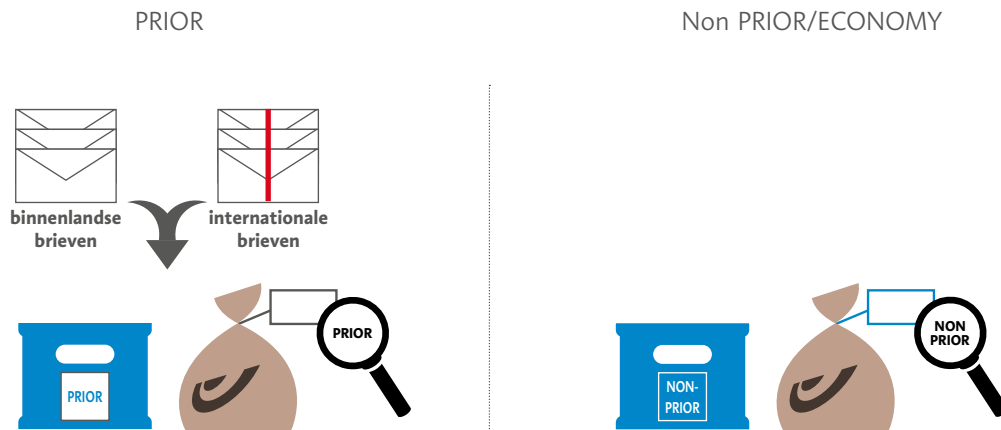 PRIOR
Non PRIOR/ECONOMY
binnenlandse
brieven
internationale
brieven
PRIOR
PRIOR
NON-
PRIOR
NON
PRIOR